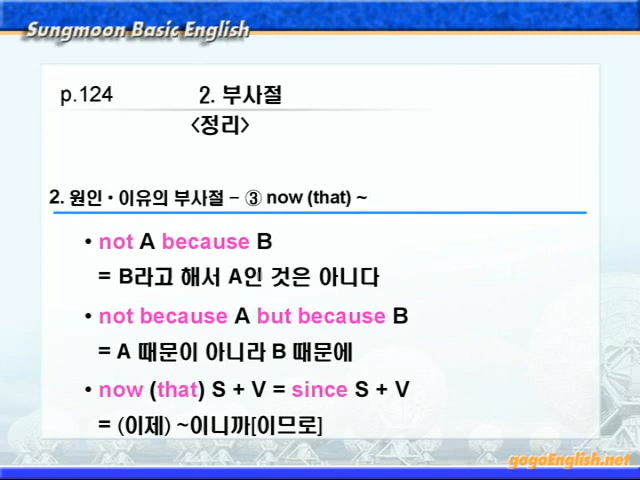 Sungmoon Basic English
p.124
2. 부사절
<정리>
2. 원인・이유의 부사절 – ③ now (that) ~
• not A because B
= B라고 해서 A인 것은 아니다
• not because A but because B
= A 때문이 아니라 B 때문에
• now (that) S + V = since S + V
= (이제) ~이니까[이므로]
gogoEnglish.net